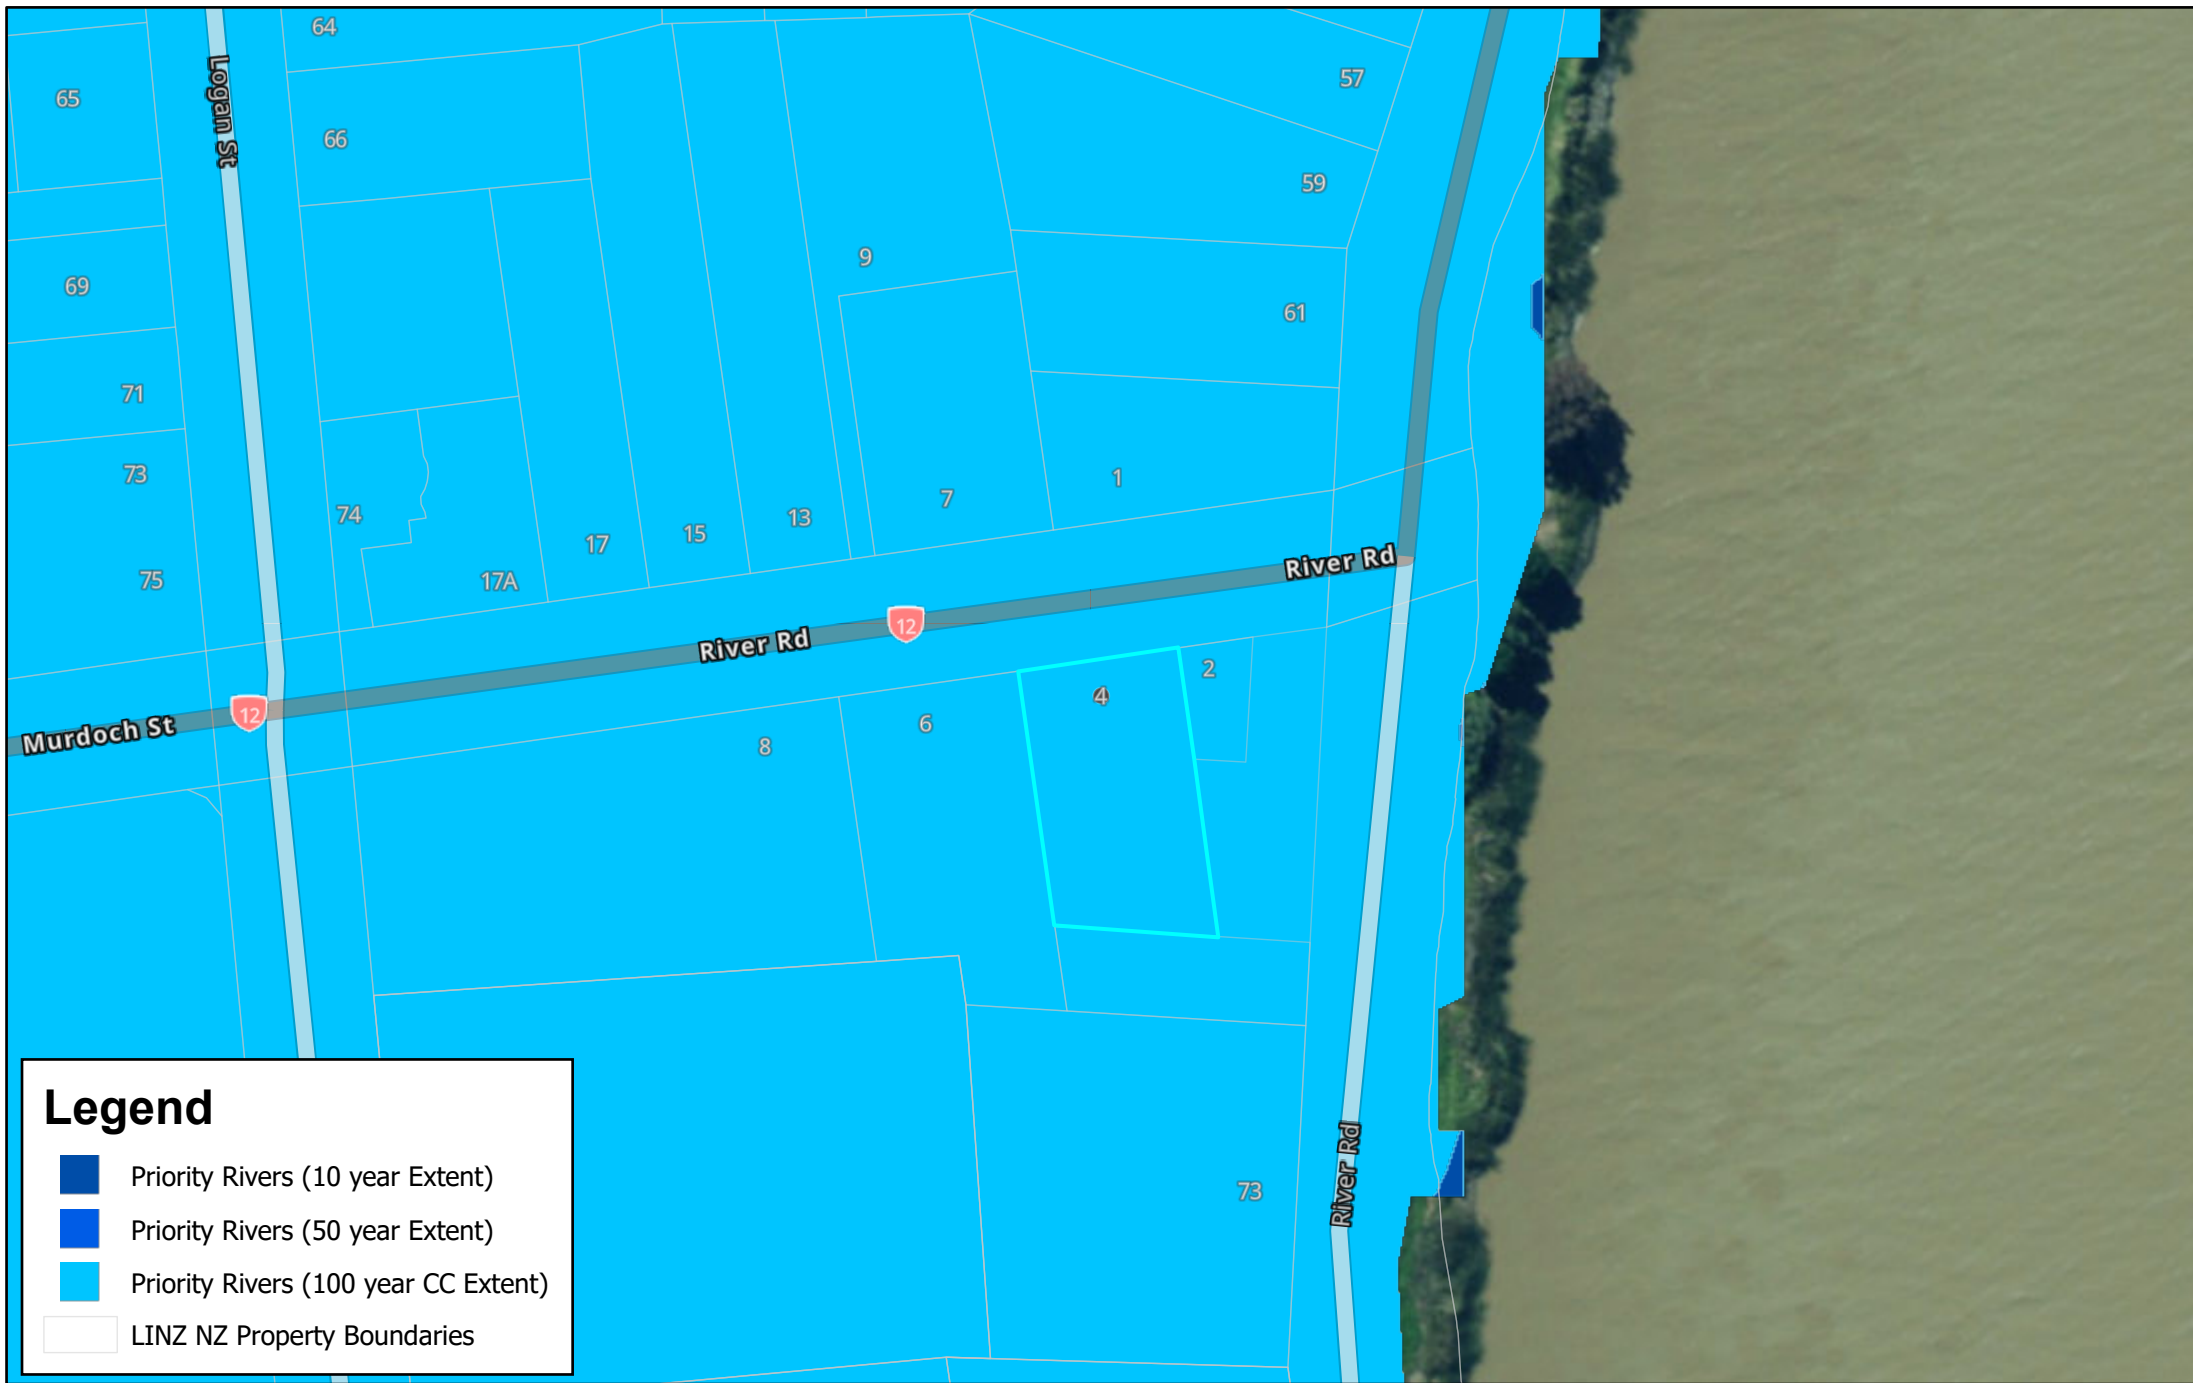 64
57
65
Logan St
66
59
9
69
61
71
73
1
7
74
13
15
17
75
17A
River Rd
12
River Rd
2
4
12
Murdoch St
6
8
River Rd
73
Legend
Priority Rivers (10 year Extent)
Priority Rivers (50 year Extent)
Priority Rivers (100 year CC Extent)
LINZ NZ Property Boundaries